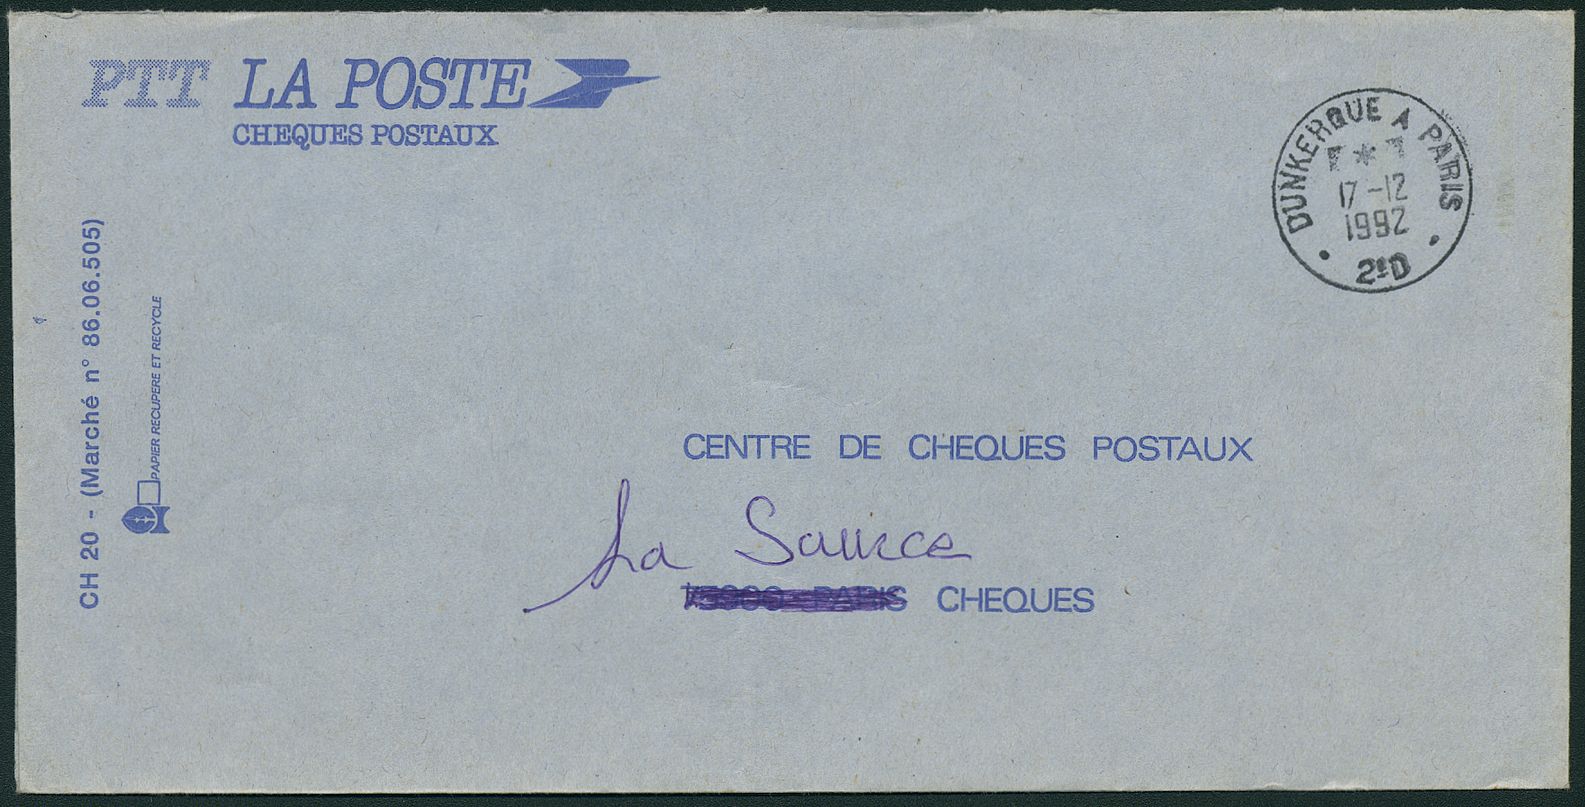 PTT LA POSTE
CHEQUES POSTAUX
DUNKERQUE A PARIS
17-12
1992
2°D
CH 20 - (Marché n° 86.06.505)
PAPIER RECUPERE ET RECYCLE
CENTRE DE CHEQUES POSTAUX
La Source
PARIS CHEQUES